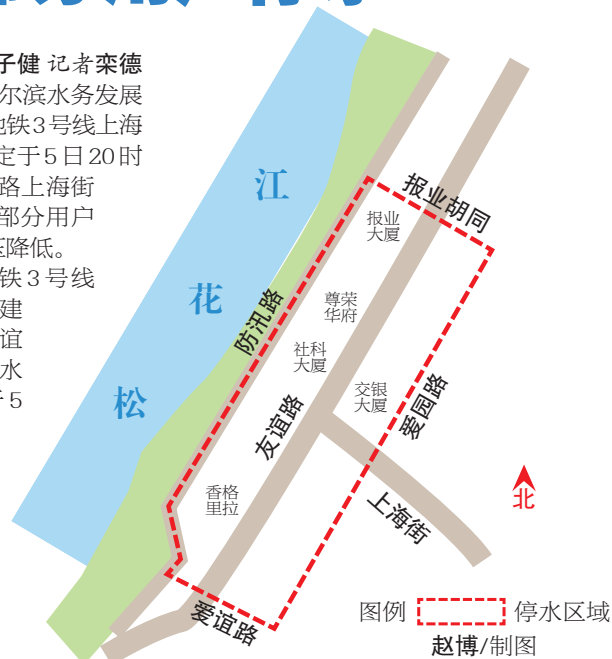 子健 记者栾德
尔滨水务发展
地铁3号线上海
定于5日20时
路上海街
部分用户
压降低。
铁3号线
建
谊
水
5
松花江
防汛路
报业胡同
报业
大厦
尊荣
华府
社科
大厦
交银
大厦
友谊路
爱园路
香格
里拉
上海街
爱谊路
北
图例 停水区域
赵博/制图